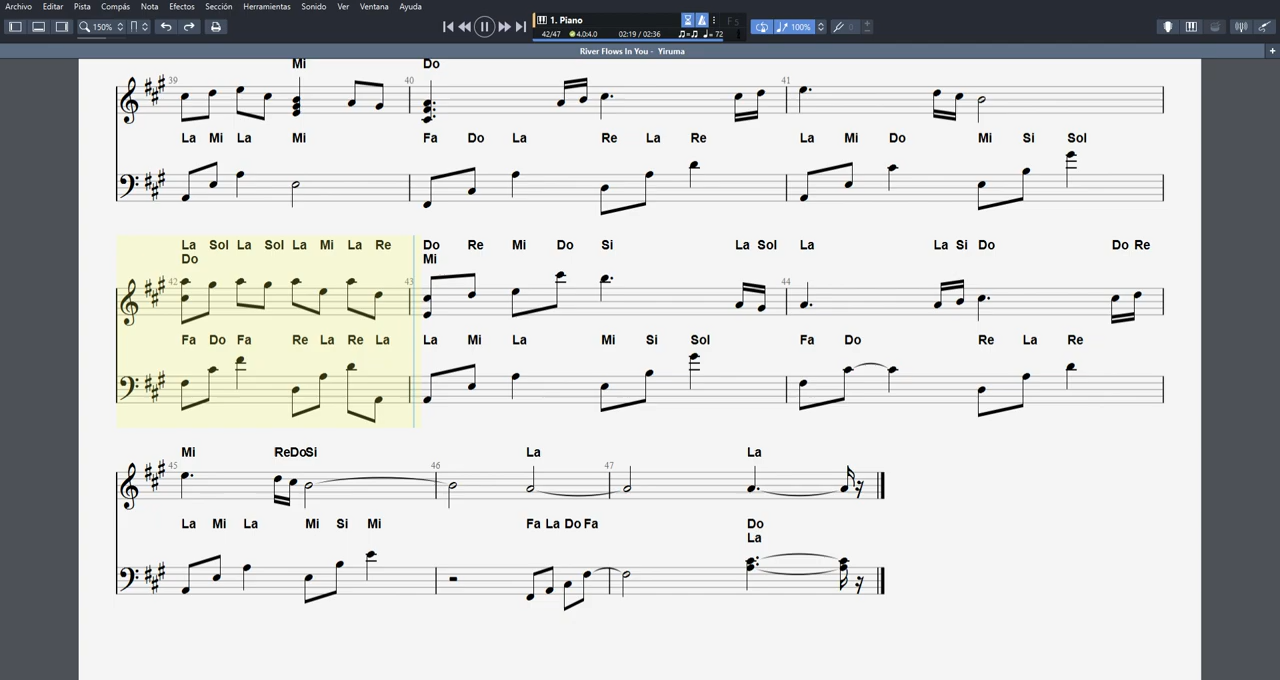 Archivo Editar Pista Compás Nota Efectos Sección Herramientas Sonido Ver Ventana Ayuda
150% 1. Piano 100% 0
42/47 4.0:4.0 02:19 / 02:36 = 72
River Flows In You - Yiruma
Mi Do
39 40 41
La Mi La Mi Fa Do La Re La Re La Mi Do Mi Si Sol
La Sol La Sol La Mi La Re Do Re Mi Do Si La Sol La La Si Do Do Re
Do Mi
42 43 44
Fa Do Fa Re La Re La La Mi La Mi Si Sol Fa Do Re La Re
Mi ReDoSi La La
45 46 47
La Mi La Mi Si Mi Fa La Do Fa Do
La